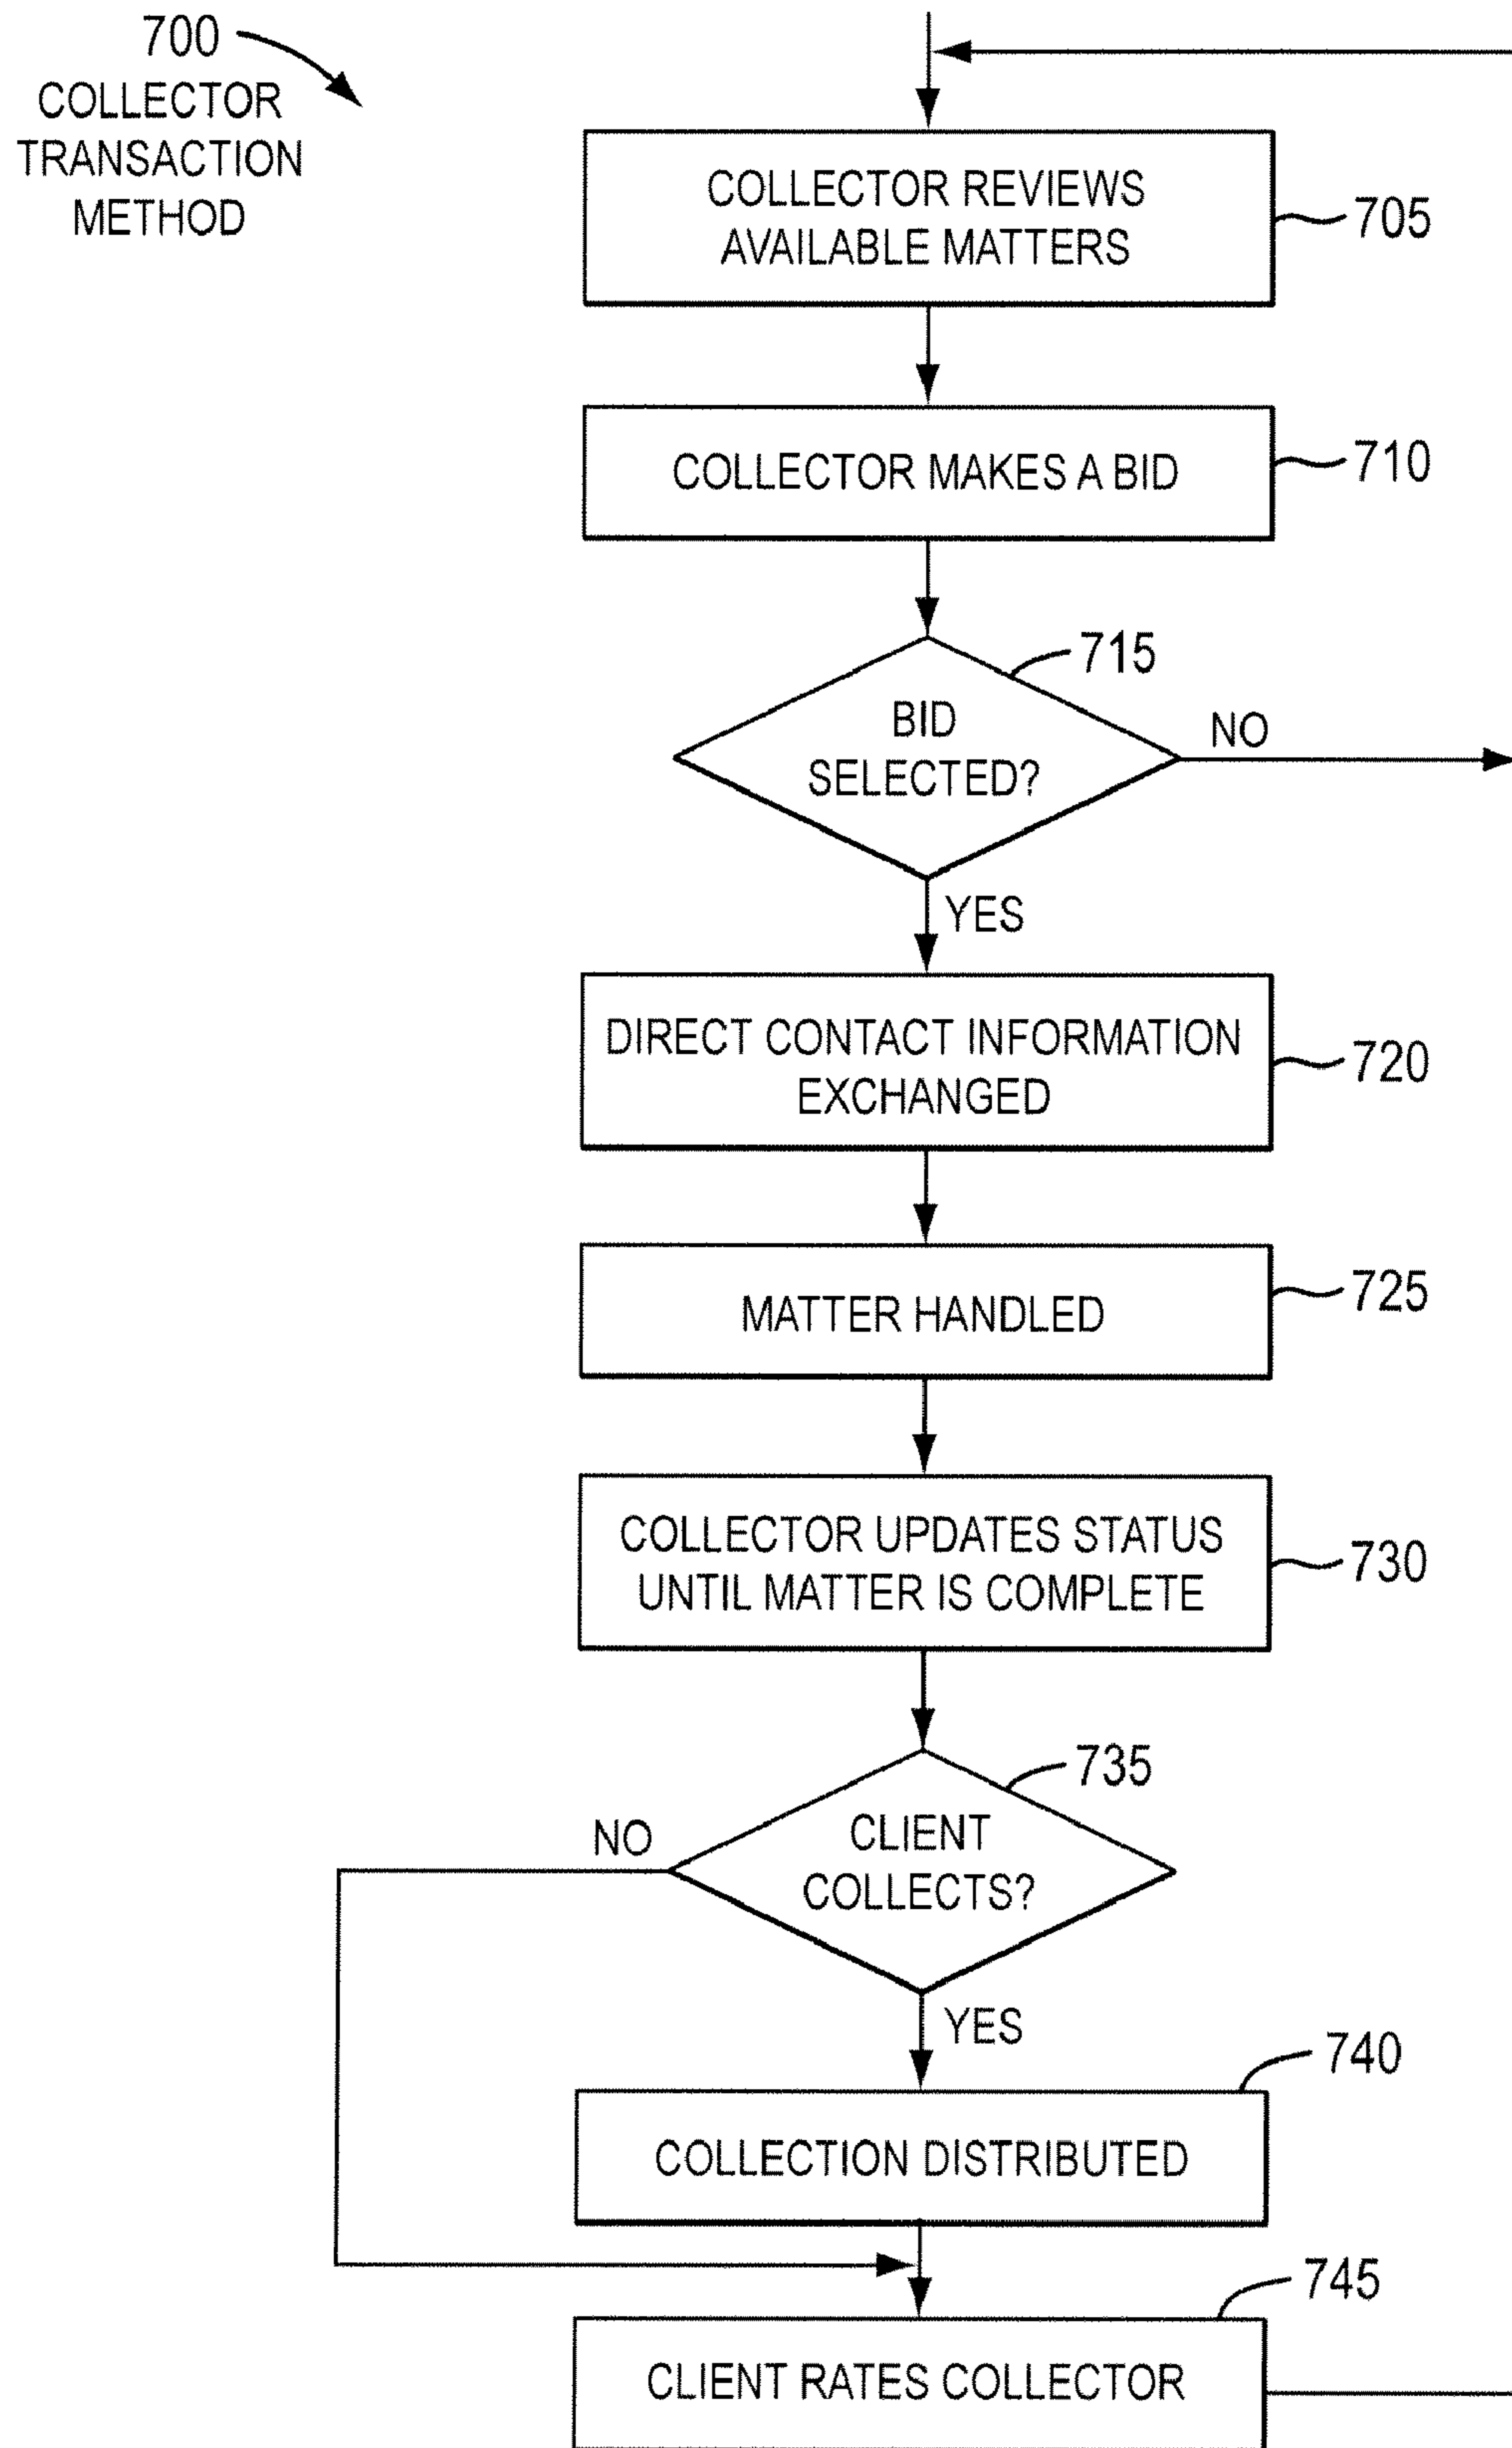 700
COLLECTOR
TRANSACTION
METHOD
COLLECTOR REVIEWS
AVAILABLE MATTERS
705
COLLECTOR MAKES A BID
710
715
BID
SELECTED?
NO
YES
DIRECT CONTACT INFORMATION
EXCHANGED
720
MATTER HANDLED
725
COLLECTOR UPDATES STATUS
UNTIL MATTER IS COMPLETE
730
735
CLIENT
COLLECTS?
NO
YES
740
COLLECTION DISTRIBUTED
745
CLIENT RATES COLLECTOR